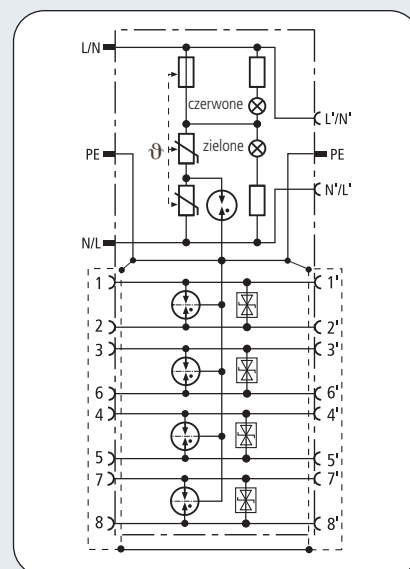 L/N
czerwone
L'/N'
zielone
ϑ
PE
PE
N'/L'
N/L
1
1'
2
2'
3
3'
6
6'
4
4'
5
5'
7
7'
8
8'